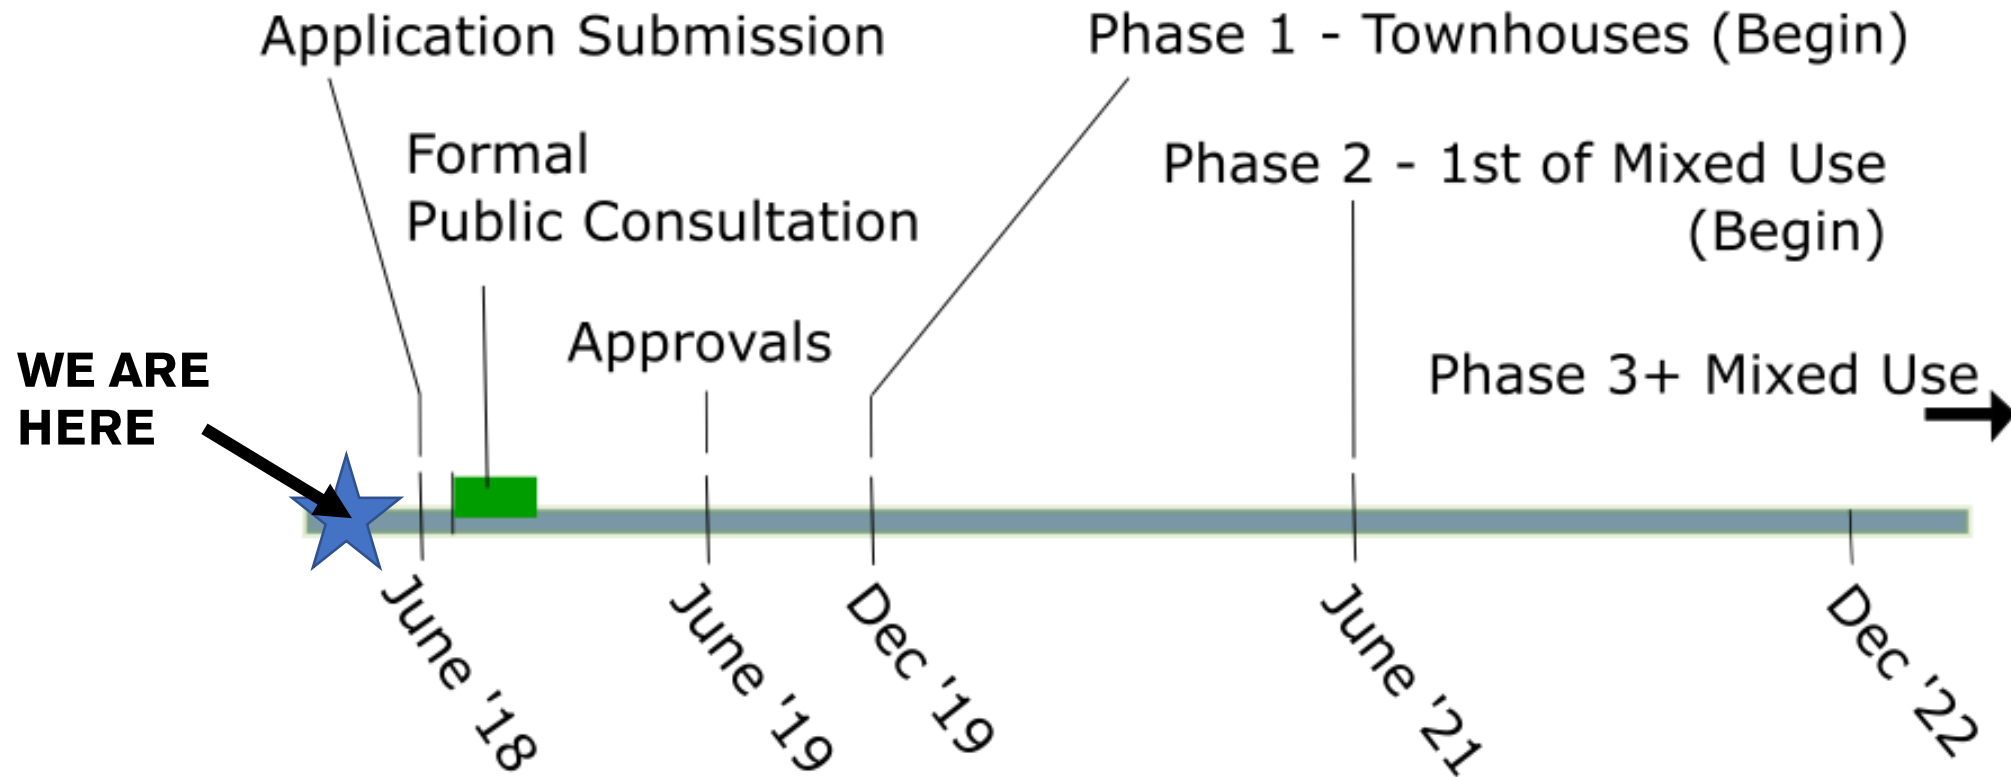 Application Submission
Phase 1 - Townhouses (Begin)
Formal
Public Consultation
Phase 2 - 1st of Mixed Use
(Begin)
Approvals
WE ARE
HERE
Phase 3+ Mixed Use
June '18
June '19
Dec '19
June '21
Dec '22